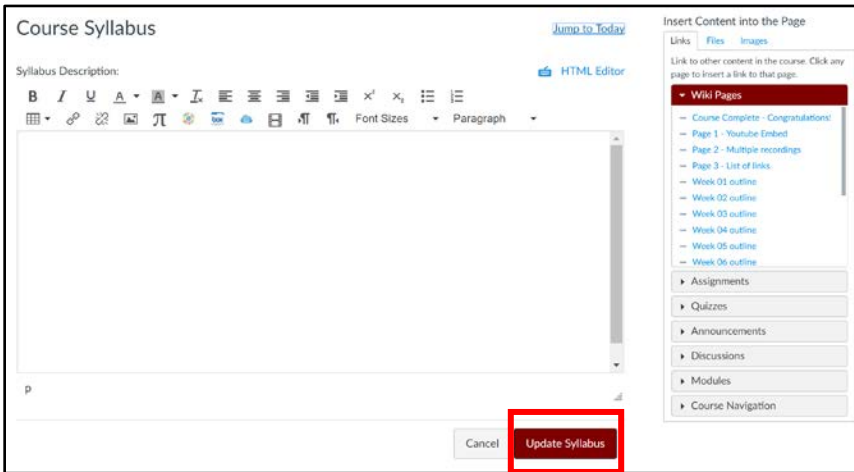 Course Syllabus
Jump to Today
Syllabus Description:
HTML Editor
B I U A A Ix x² x₂
π Font Sizes Paragraph
p
Cancel
Update Syllabus
Insert Content into the Page
Links Files Images
Link to other content in the course. Click any
page to insert a link to that page.
Wiki Pages
Course Complete - Congratulations!
Page 1 - Youtube Embed
Page 2 - Multiple recordings
Page 3 - List of links
Week 01 outline
Week 02 outline
Week 03 outline
Week 04 outline
Week 05 outline
Week 06 outline
Assignments
Quizzes
Announcements
Discussions
Modules
Course Navigation